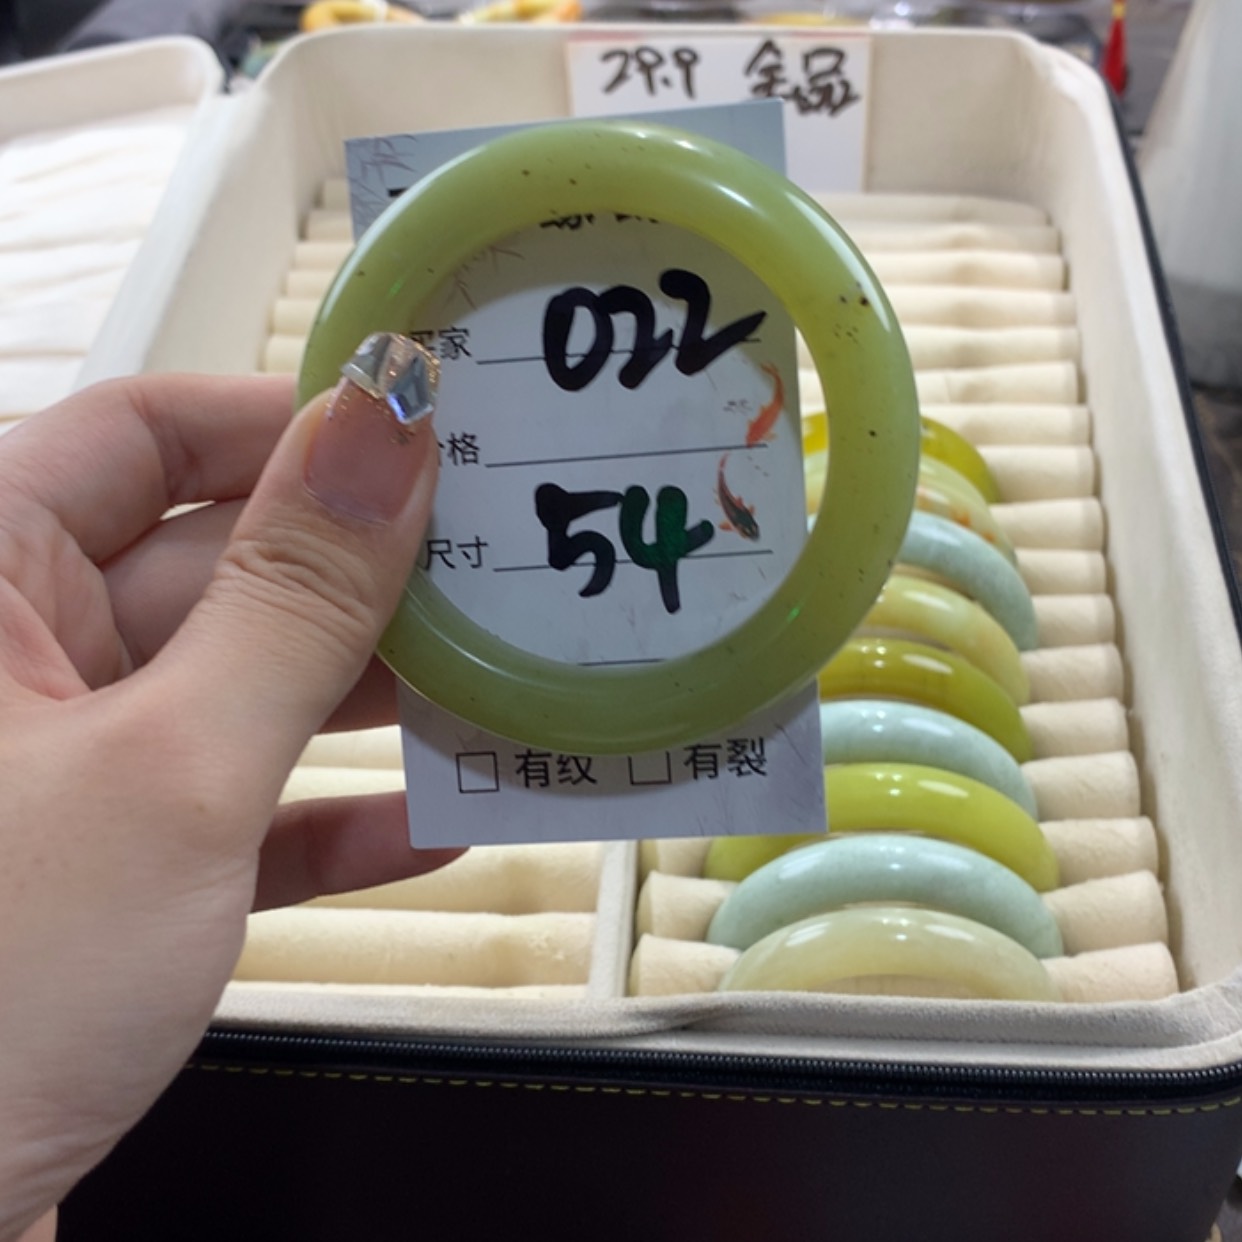 29.9 全品
买家 022
价格
尺寸 54
有纹 有裂